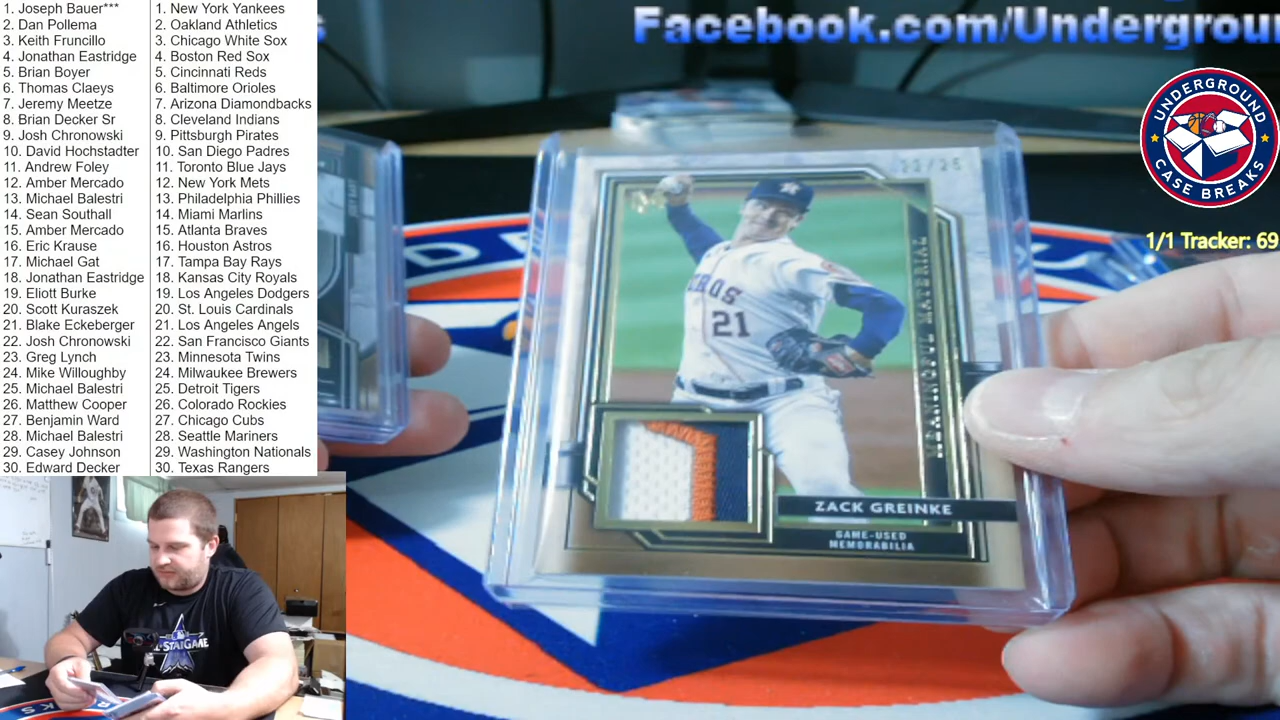 1. Joseph Bauer***
2. Dan Pollema
3. Keith Fruncillo
4. Jonathan Eastridge
5. Brian Boyer
6. Thomas Claeys
7. Jeremy Meetze
8. Brian Decker Sr
9. Josh Chronowski
10. David Hochstadter
11. Andrew Foley
12. Amber Mercado
13. Michael Balestri
14. Sean Southall
15. Amber Mercado
16. Eric Krause
17. Michael Gat
18. Jonathan Eastridge
19. Eliott Burke
20. Scott Kuraszek
21. Blake Eckeberger
22. Josh Chronowski
23. Greg Lynch
24. Mike Willoughby
25. Michael Balestri
26. Matthew Cooper
27. Benjamin Ward
28. Michael Balestri
29. Casey Johnson
30. Edward Decker
1. New York Yankees
2. Oakland Athletics
3. Chicago White Sox
4. Boston Red Sox
5. Cincinnati Reds
6. Baltimore Orioles
7. Arizona Diamondbacks
8. Cleveland Indians
9. Pittsburgh Pirates
10. San Diego Padres
11. Toronto Blue Jays
12. New York Mets
13. Philadelphia Phillies
14. Miami Marlins
15. Atlanta Braves
16. Houston Astros
17. Tampa Bay Rays
18. Kansas City Royals
19. Los Angeles Dodgers
20. St. Louis Cardinals
21. Los Angeles Angels
22. San Francisco Giants
23. Minnesota Twins
24. Milwaukee Brewers
25. Detroit Tigers
26. Colorado Rockies
27. Chicago Cubs
28. Seattle Mariners
29. Washington Nationals
30. Texas Rangers
Facebook.com/Undergrou
UNDERGROUND
CASE BREAKS
1/1 Tracker: 69
ROS
21
MEANINGFUL MATERIAL
ZACK GREINKE
GAME-USED
MEMORABILIA